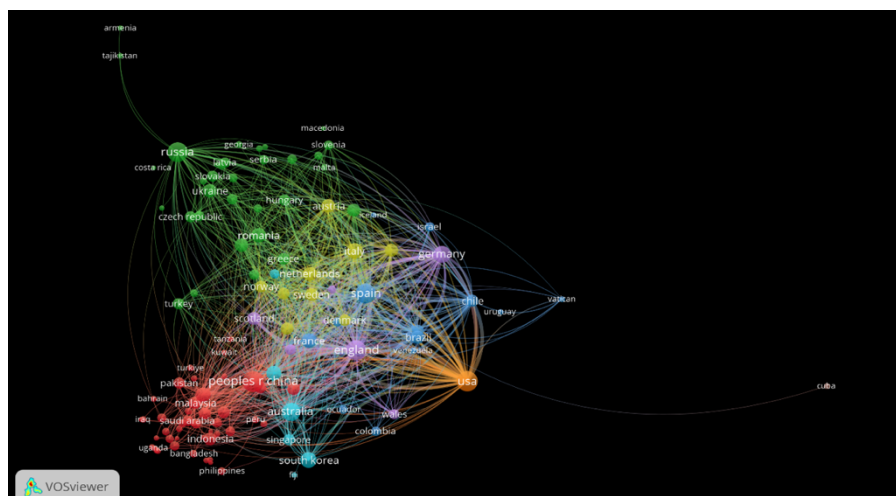 armenia
tajikistan
macedonia
russia
georgia
slovenia
costa rica
latvia
serbia
malta
slovakia
ukraine
hungary
austria
czech republic
iceland
israel
romania
italy
germany
greece
netherlands
norway
sweden
spain
chile
vatican
turkey
uruguay
scotland
denmark
tanzania
france
brazil
kuwait
england
venezuela
turkiye
pakistan
peoples r china
usa
cuba
bahrain
malaysia
iraq
saudi arabia
peru
australia
ecuador
wales
indonesia
singapore
colombia
uganda
bangladesh
philippines
south korea
fiji
VOSviewer